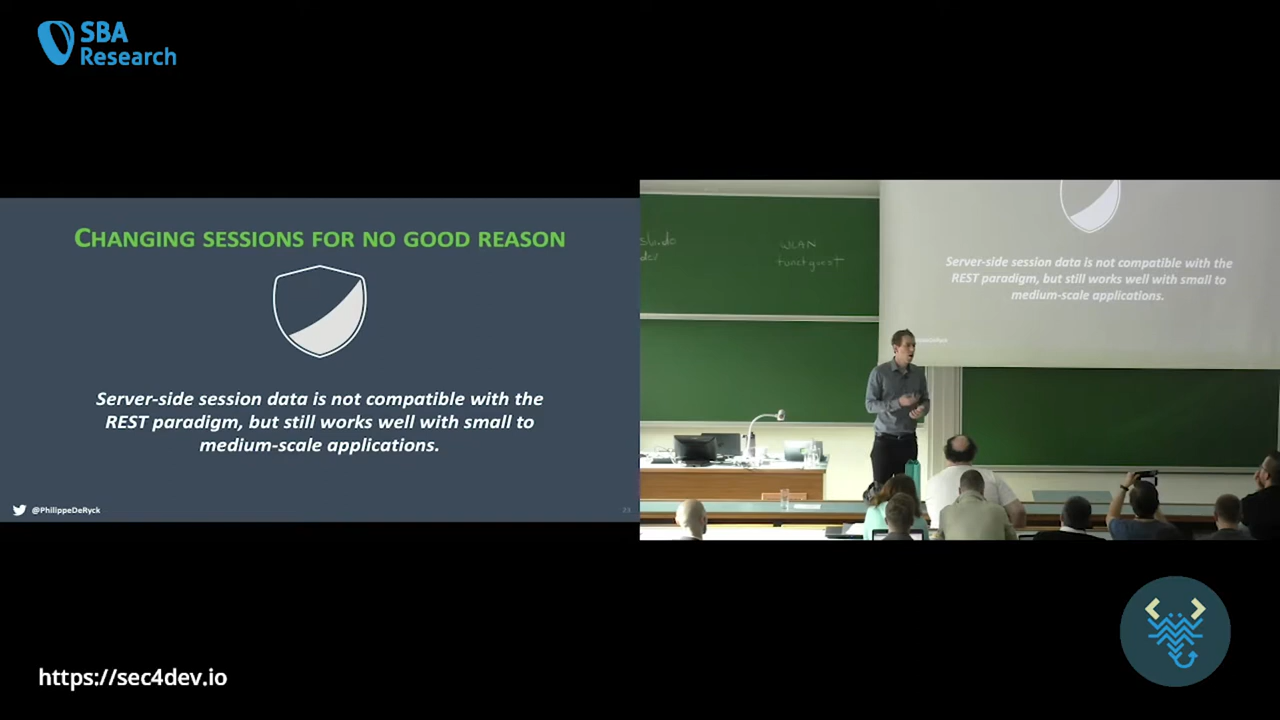 SBA
Research
CHANGING SESSIONS FOR NO GOOD REASON
Server-side session data is not compatible with the
REST paradigm, but still works well with small to
medium-scale applications.
@PhilippeDeRyck
23
WLAN
Server-side session data is not compatible with the
REST paradigm, but still works well with small to
medium-scale applications.
https://sec4dev.io